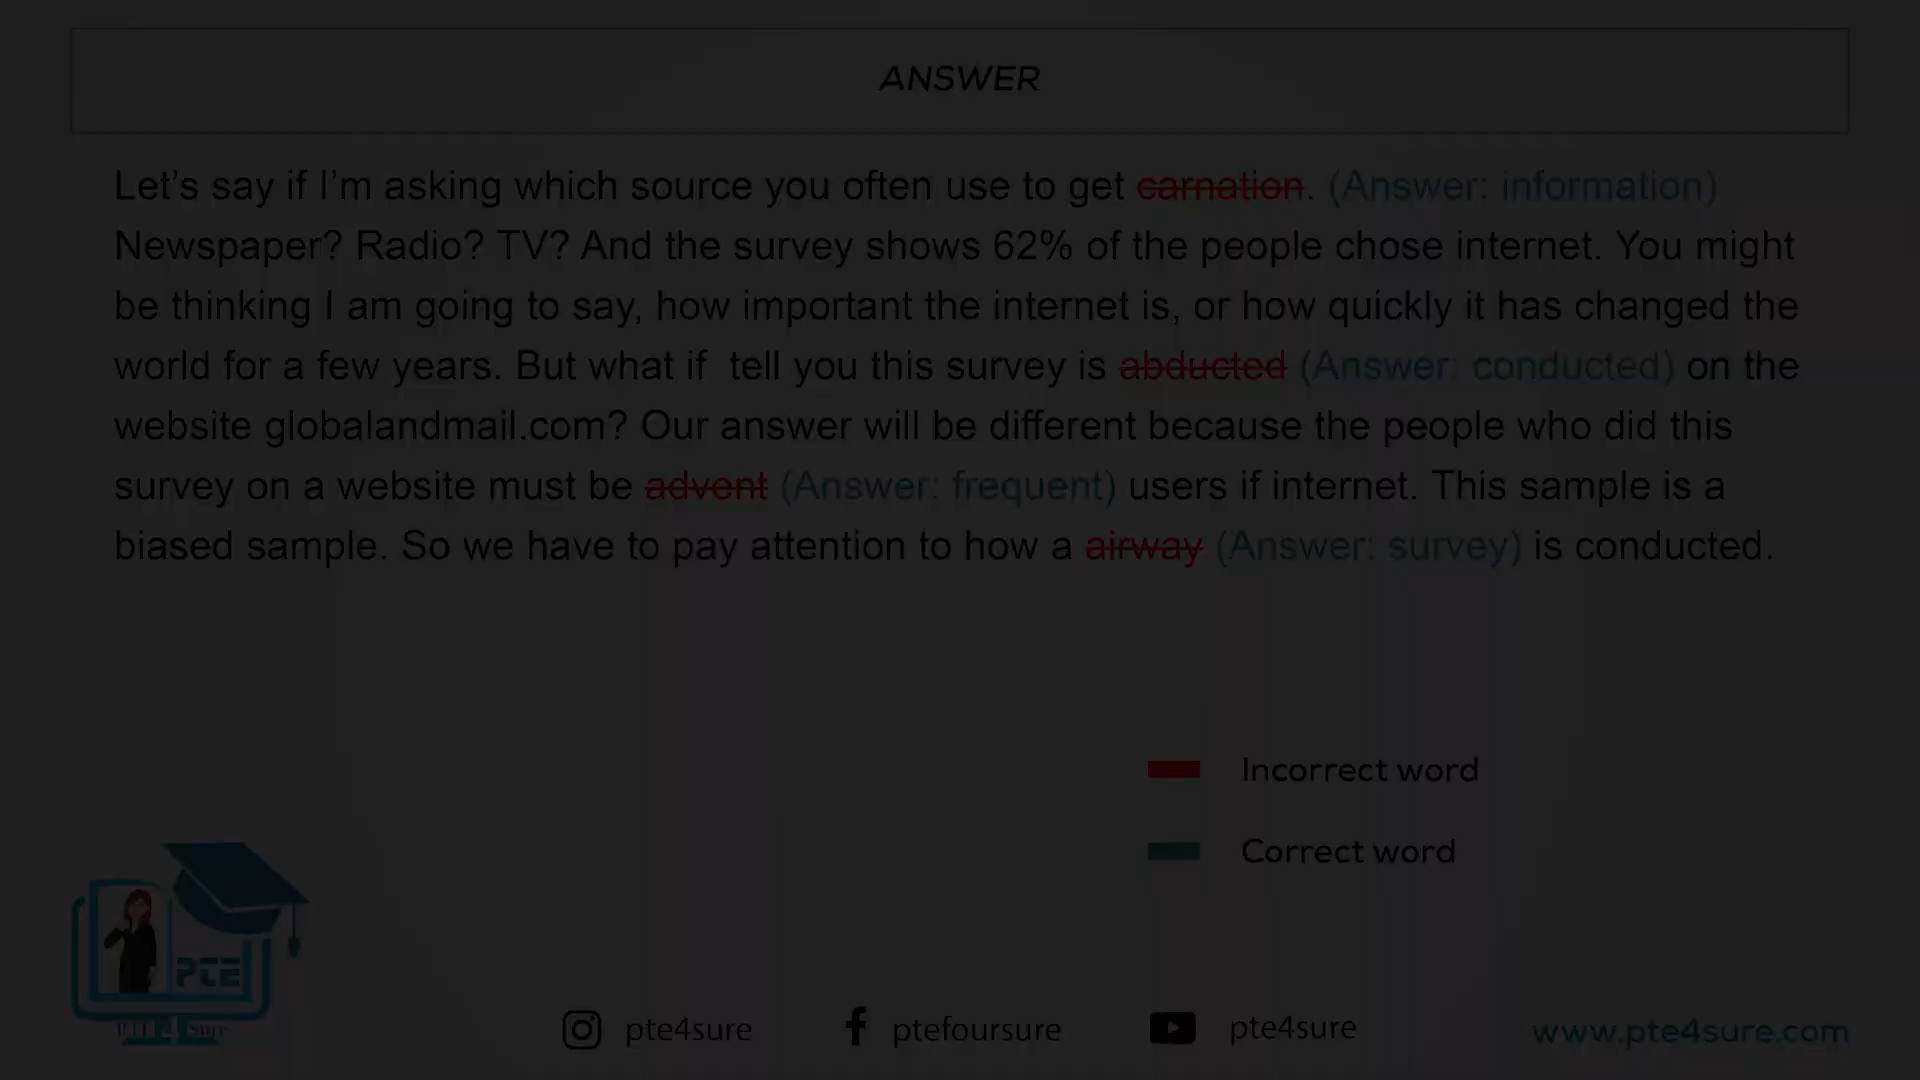 ANSWER
Let’s say if I’m asking which source you often use to get carnation. (Answer: information)
Newspaper? Radio? TV? And the survey shows 62% of the people chose internet. You might
be thinking I am going to say, how important the internet is, or how quickly it has changed the
world for a few years. But what if tell you this survey is abducted (Answer: conducted) on the
website globalandmail.com? Our answer will be different because the people who did this
survey on a website must be advent (Answer: frequent) users if internet. This sample is a
biased sample. So we have to pay attention to how a airway (Answer: survey) is conducted.
Incorrect word
Correct word
PTE
PTE 4 Sure
pte4sure
ptefoursure
pte4sure
www.pte4sure.com